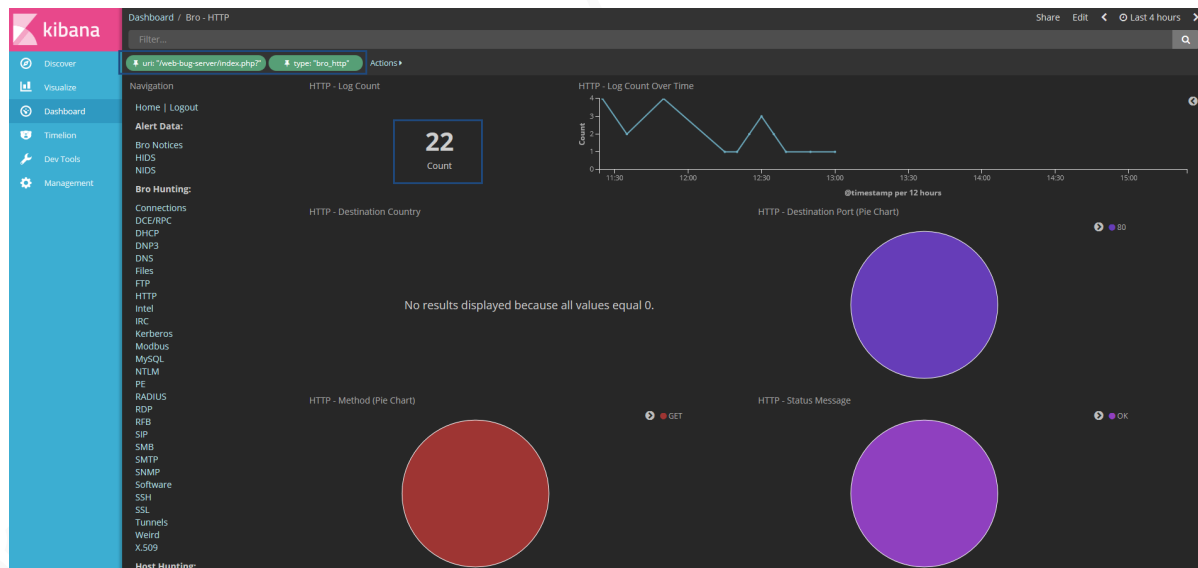 kibana
Discover
Visualize
Dashboard
Timelion
Dev Tools
Management
Dashboard / Bro - HTTP
Share Edit Last 4 hours
Filter...
uri: "/web-bug-server/index.php?" type: "bro_http" Actions
Navigation
Home | Logout
Alert Data:
Bro Notices
HIDS
NIDS
Bro Hunting:
Connections
DCE/RPC
DHCP
DNP3
DNS
Files
FTP
HTTP
Intel
IRC
Kerberos
Modbus
MySQL
NTLM
PE
RADIUS
RDP
RFB
SIP
SMB
SMTP
SNMP
Software
SSH
SSL
Tunnels
Weird
X.509
Host Hunting:
HTTP - Log Count
22
Count
HTTP - Log Count Over Time
Count
4
3
2
1
0
11:30 12:00 12:30 13:00 13:30 14:00 14:30 15:00
@timestamp per 12 hours
HTTP - Destination Country
No results displayed because all values equal 0.
HTTP - Destination Port (Pie Chart)
80
HTTP - Method (Pie Chart)
GET
HTTP - Status Message
OK